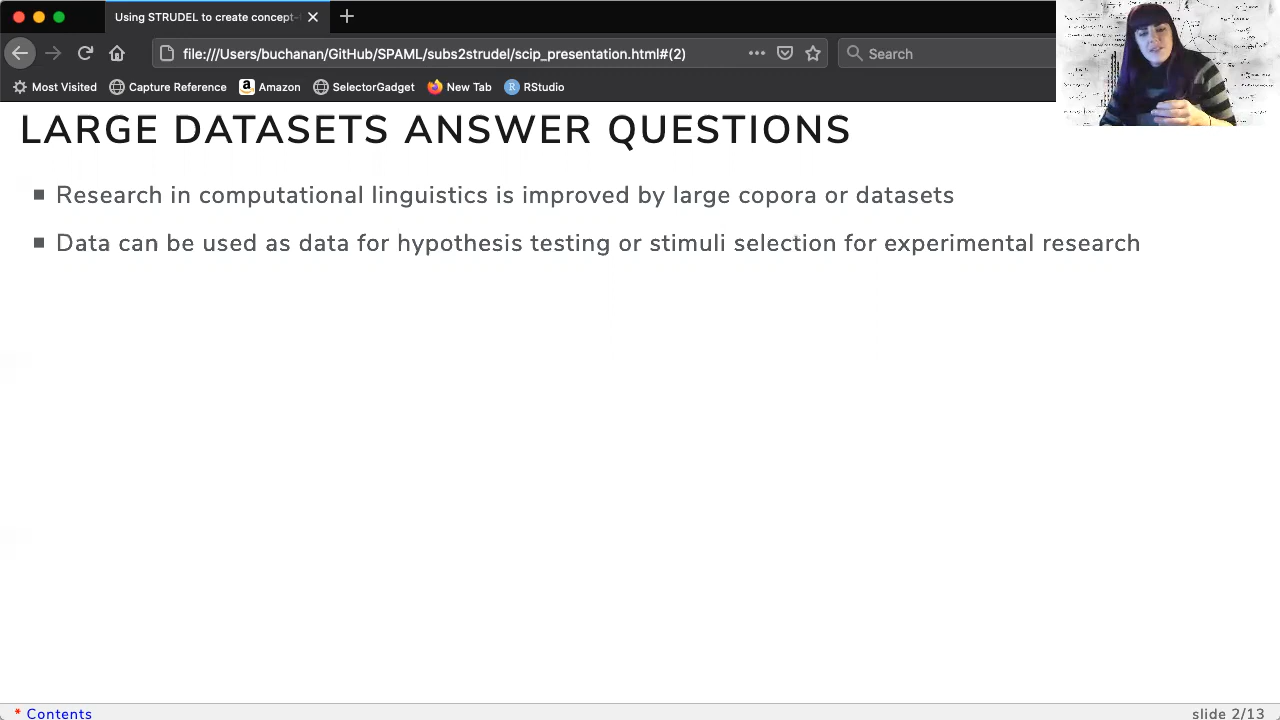 Using STRUDEL to create concept-
file:///Users/buchanan/GitHub/SPAML/subs2strudel/scip_presentation.html#(2)
Search
Most Visited Capture Reference Amazon SelectorGadget New Tab RStudio
LARGE DATASETS ANSWER QUESTIONS
Research in computational linguistics is improved by large copora or datasets
Data can be used as data for hypothesis testing or stimuli selection for experimental research
* Contents
slide 2/13